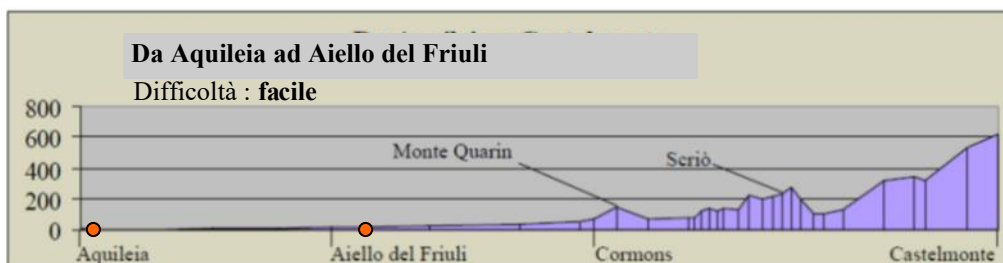 Da Aquileia ad Aiello del Friuli
Difficoltà : facile
800
600
400
200
0
Monte Quarin
Scriò
Aquileia
Aiello del Friuli
Cormons
Castelmonte